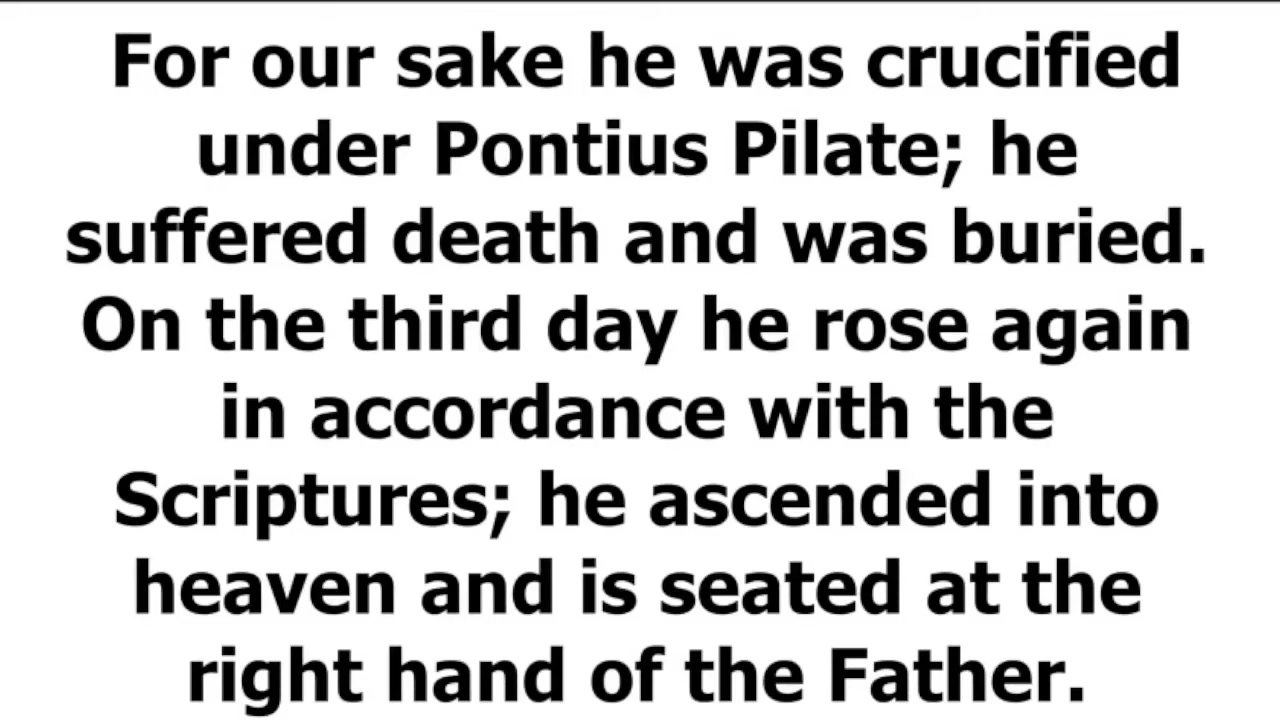 For our sake he was crucified
under Pontius Pilate; he
suffered death and was buried.
On the third day he rose again
in accordance with the
Scriptures; he ascended into
heaven and is seated at the
right hand of the Father.